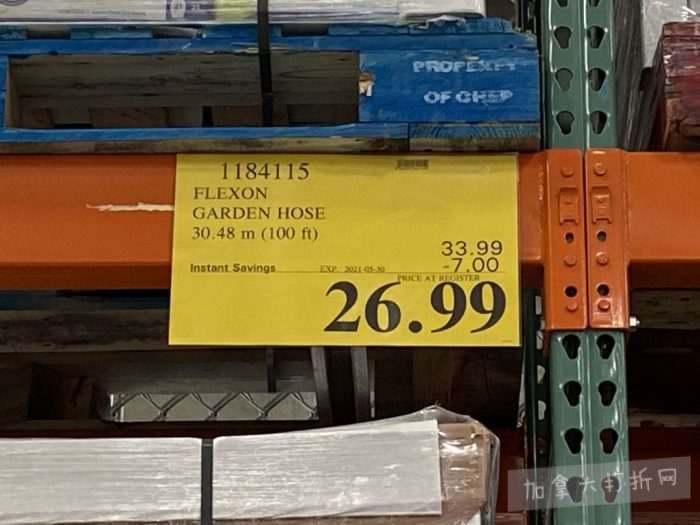 PROPERTY
OF CHEP
1184115
FLEXON
GARDEN HOSE
30.48 m (100 ft)
33.99
Instant Savings EXP. 2021-05-30 -7.00
PRICE AT REGISTER
26.99
加拿大打折网